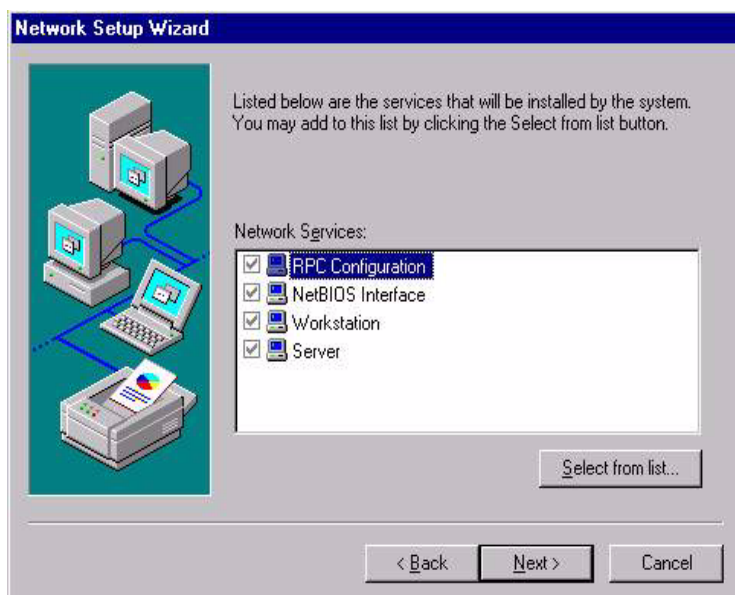 Network Setup Wizard
Listed below are the services that will be installed by the system.
You may add to this list by clicking the Select from list button.
Network Services:
RPC Configuration
NetBIOS Interface
Workstation
Server
Select from list...
< Back
Next >
Cancel